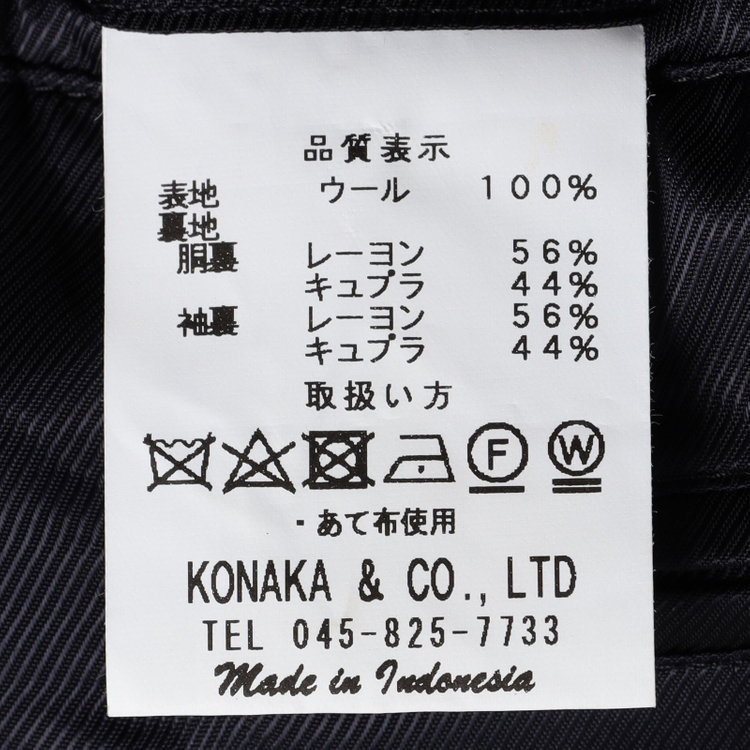 品質表示
表地 ウール 100%
裏地
胴裏 レーヨン 56%
キュプラ 44%
袖裏 レーヨン 56%
キュプラ 44%
取扱い方
F W
・あて布使用
KONAKA & CO., LTD
TEL 045-825-7733
Made in Indonesia